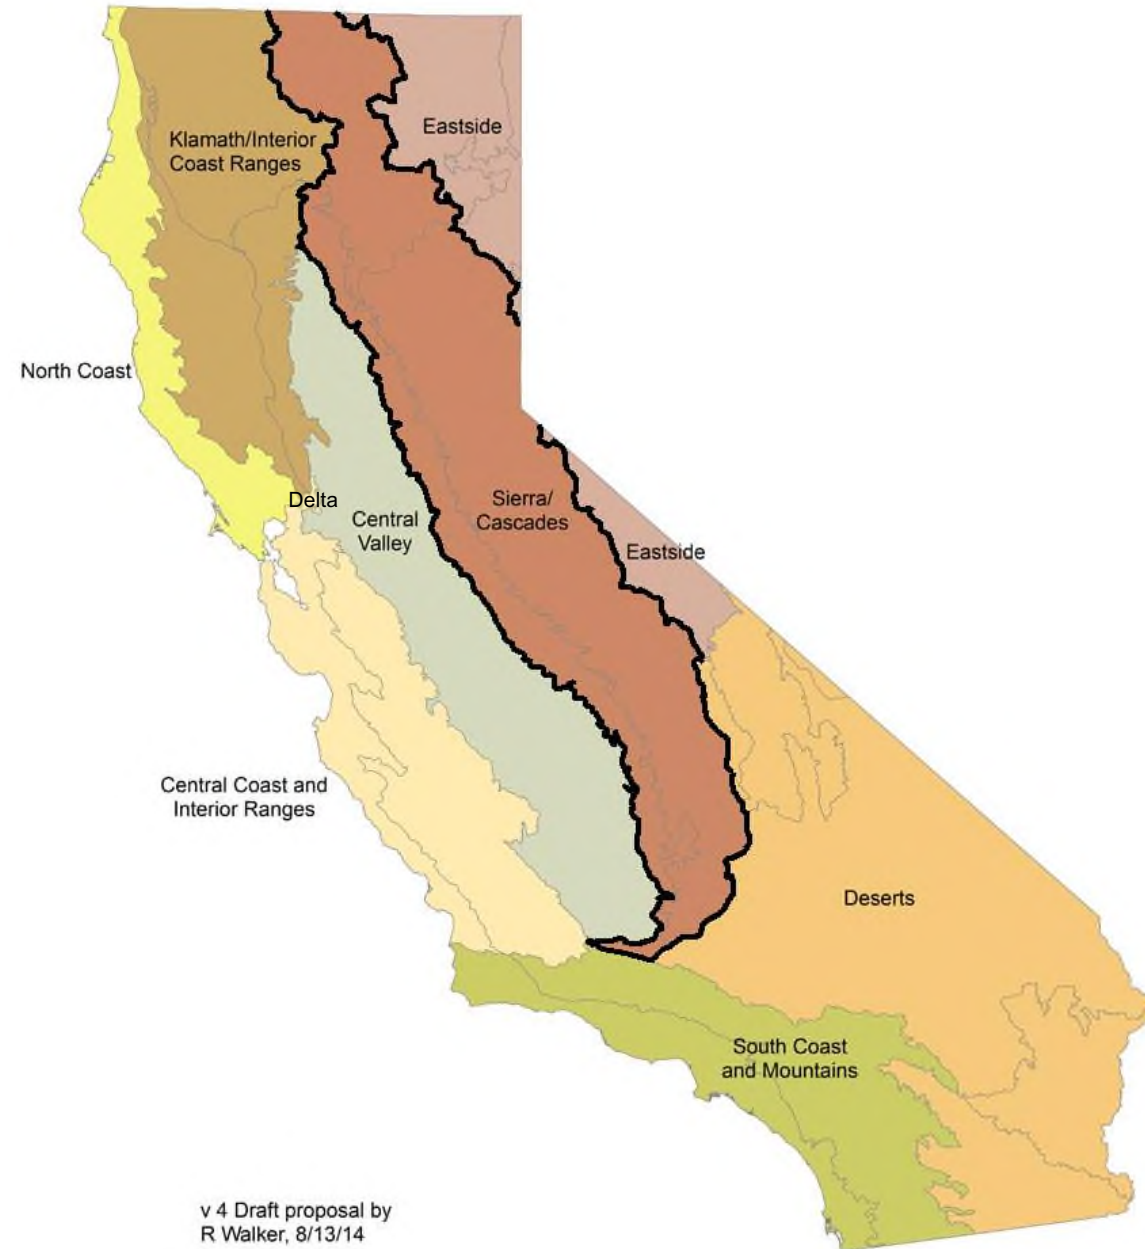 Klamath/Interior
Coast Ranges
Eastside
North Coast
Delta
Central
Valley
Sierra/
Cascades
Eastside
Central Coast and
Interior Ranges
Deserts
South Coast
and Mountains
v 4 Draft proposal by
R Walker, 8/13/14